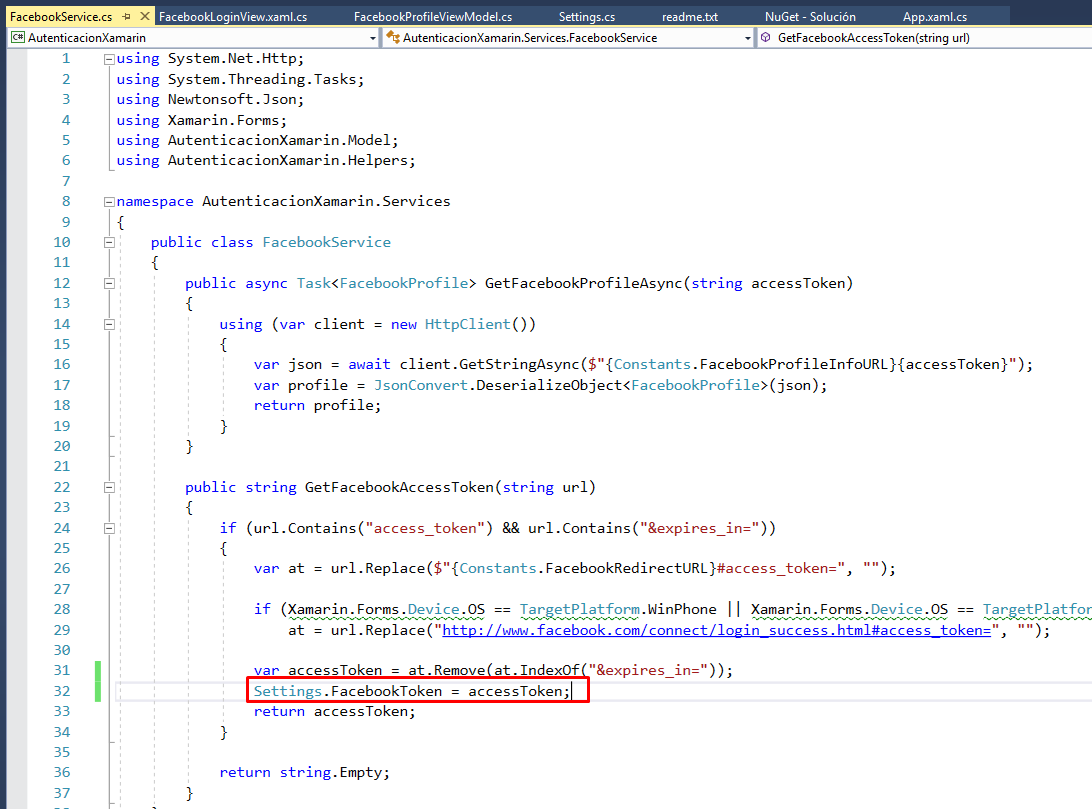 FacebookService.cs FacebookLoginView.xaml.cs FacebookProfileViewModel.cs Settings.cs readme.txt NuGet - Solución App.xaml.cs
C# AutenticacionXamarin AutenticacionXamarin.Services.FacebookService GetFacebookAccessToken(string url)
1 using System.Net.Http;
2 using System.Threading.Tasks;
3 using Newtonsoft.Json;
4 using Xamarin.Forms;
5 using AutenticacionXamarin.Model;
6 using AutenticacionXamarin.Helpers;
7
8 namespace AutenticacionXamarin.Services
9 {
10 public class FacebookService
11 {
12 public async Task<FacebookProfile> GetFacebookProfileAsync(string accessToken)
13 {
14 using (var client = new HttpClient())
15 {
16 var json = await client.GetStringAsync($"{Constants.FacebookProfileInfoURL}{accessToken}");
17 var profile = JsonConvert.DeserializeObject<FacebookProfile>(json);
18 return profile;
19 }
20 }
21
22 public string GetFacebookAccessToken(string url)
23 {
24 if (url.Contains("access_token") && url.Contains("&expires_in="))
25 {
26 var at = url.Replace($"{Constants.FacebookRedirectURL}#access_token=", "");
27
28 if (Xamarin.Forms.Device.OS == TargetPlatform.WinPhone || Xamarin.Forms.Device.OS == TargetPlatfor
29 at = url.Replace("http://www.facebook.com/connect/login_success.html#access_token=", "");
30
31 var accessToken = at.Remove(at.IndexOf("&expires_in="));
32 Settings.FacebookToken = accessToken;
33 return accessToken;
34 }
35
36 return string.Empty;
37 }